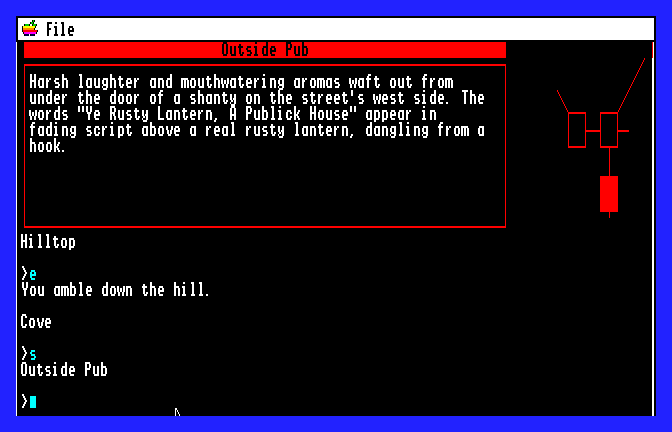 File
Outside Pub
Harsh laughter and mouthwatering aromas waft out from
under the door of a shanty on the street's west side. The
words "Ye Rusty Lantern, A Publick House" appear in
fading script above a real rusty lantern, dangling from a
hook.
Hilltop
>e
You amble down the hill.
Cove
>s
Outside Pub
>